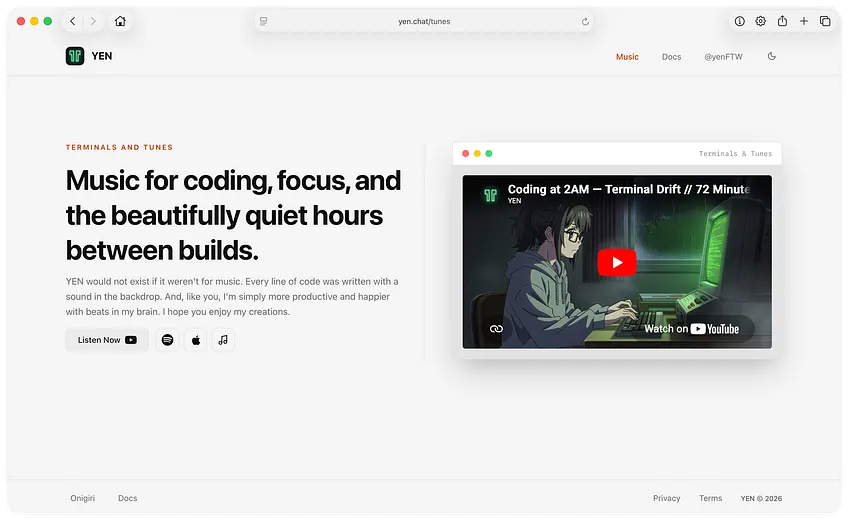 yen.chat/tunes
YEN
Music
Docs
@yenFTW
TERMINALS AND TUNES
Music for coding, focus, and
the beautifully quiet hours
between builds.
YEN would not exist if it weren't for music. Every line of code was written with a
sound in the backdrop. And, like you, I'm simply more productive and happier
with beats in my brain. I hope you enjoy my creations.
Listen Now
Terminals & Tunes
Coding at 2AM — Terminal Drift // 72 Minute
YEN
Watch on YouTube
Onigiri
Docs
Privacy
Terms
YEN © 2026